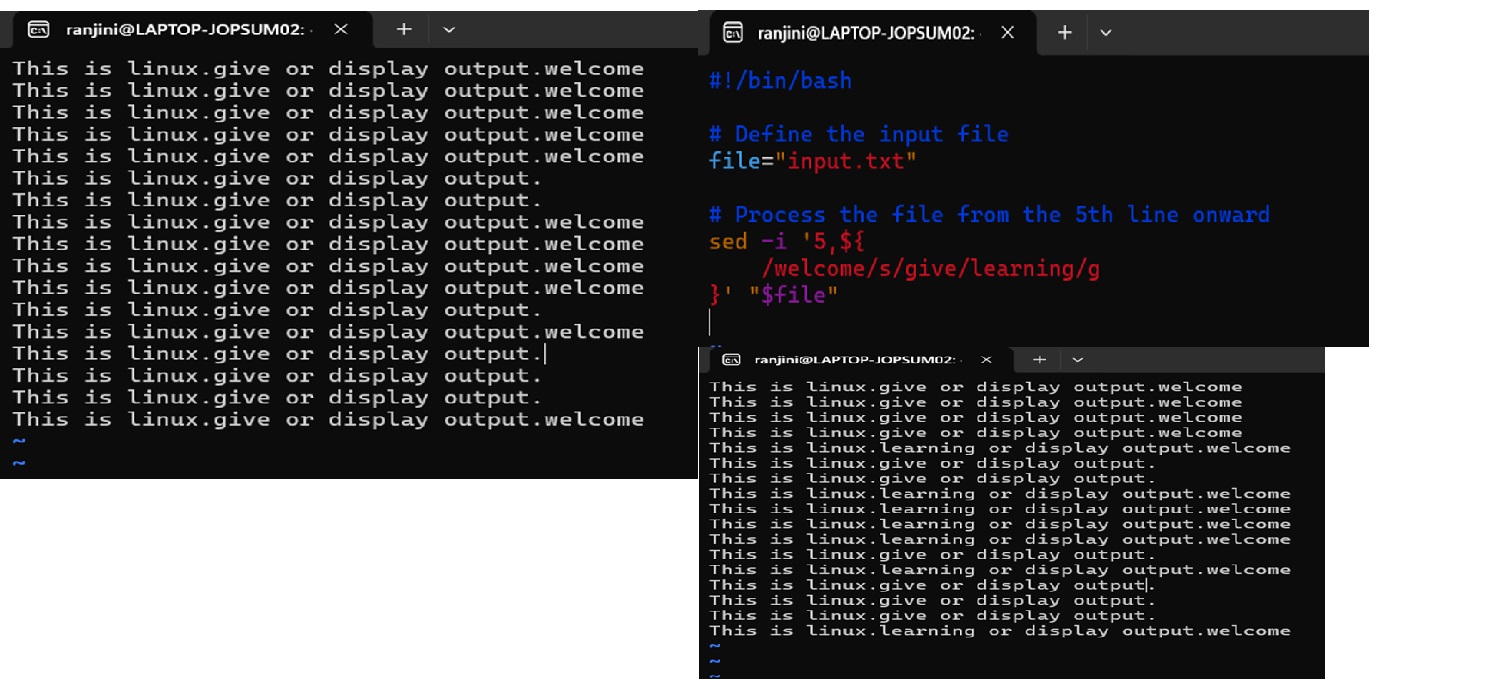 ranjini@LAPTOP-JOPSUM02: ·
This is linux.give or display output.welcome
This is linux.give or display output.welcome
This is linux.give or display output.welcome
This is linux.give or display output.welcome
This is linux.give or display output.welcome
This is linux.give or display output.
This is linux.give or display output.
This is linux.give or display output.welcome
This is linux.give or display output.welcome
This is linux.give or display output.welcome
This is linux.give or display output.welcome
This is linux.give or display output.
This is linux.give or display output.welcome
This is linux.give or display output.
This is linux.give or display output.
This is linux.give or display output.
This is linux.give or display output.welcome
~
~
ranjini@LAPTOP-JOPSUM02: ·
#!/bin/bash
# Define the input file
file="input.txt"
# Process the file from the 5th line onward
sed -i '5,${
/welcome/s/give/learning/g
}' "$file"
ranjini@LAPTOP-JOPSUM02: ·
This is linux.give or display output.welcome
This is linux.give or display output.welcome
This is linux.give or display output.welcome
This is linux.give or display output.welcome
This is linux.learning or display output.welcome
This is linux.give or display output.
This is linux.give or display output.
This is linux.learning or display output.welcome
This is linux.learning or display output.welcome
This is linux.learning or display output.welcome
This is linux.learning or display output.welcome
This is linux.give or display output.
This is linux.learning or display output.welcome
This is linux.give or display output.
This is linux.give or display output.
This is linux.give or display output.
This is linux.learning or display output.welcome
~
~
~